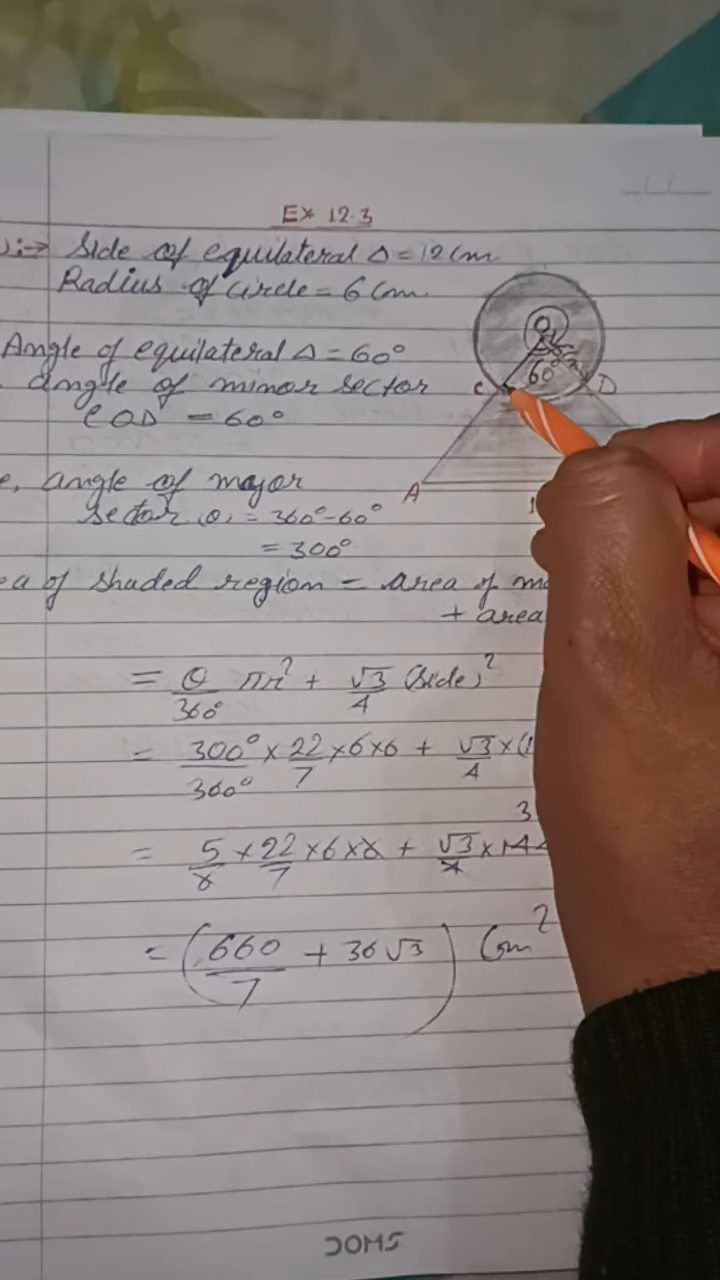 Ex 12.3
:→ Side of equilateral Δ = 12 Cm
Radius of circle = 6 Cm
Angle of equilateral Δ = 60°
angle of minor sector
COD = 60°
O
60°
C
D
A
e, angle of major
sector (θ) = 360° - 60°
= 300°
ea of shaded region = area of m
+ area
= θ/360° πr² + √3/4 (side)²
= 300°/360° × 22/7 × 6 × 6 + √3/4 × (1
3
= 5/6 × 22/7 × 6 × 6 + √3/4 × 144
= (660/7 + 36√3) Cm²
DOMS